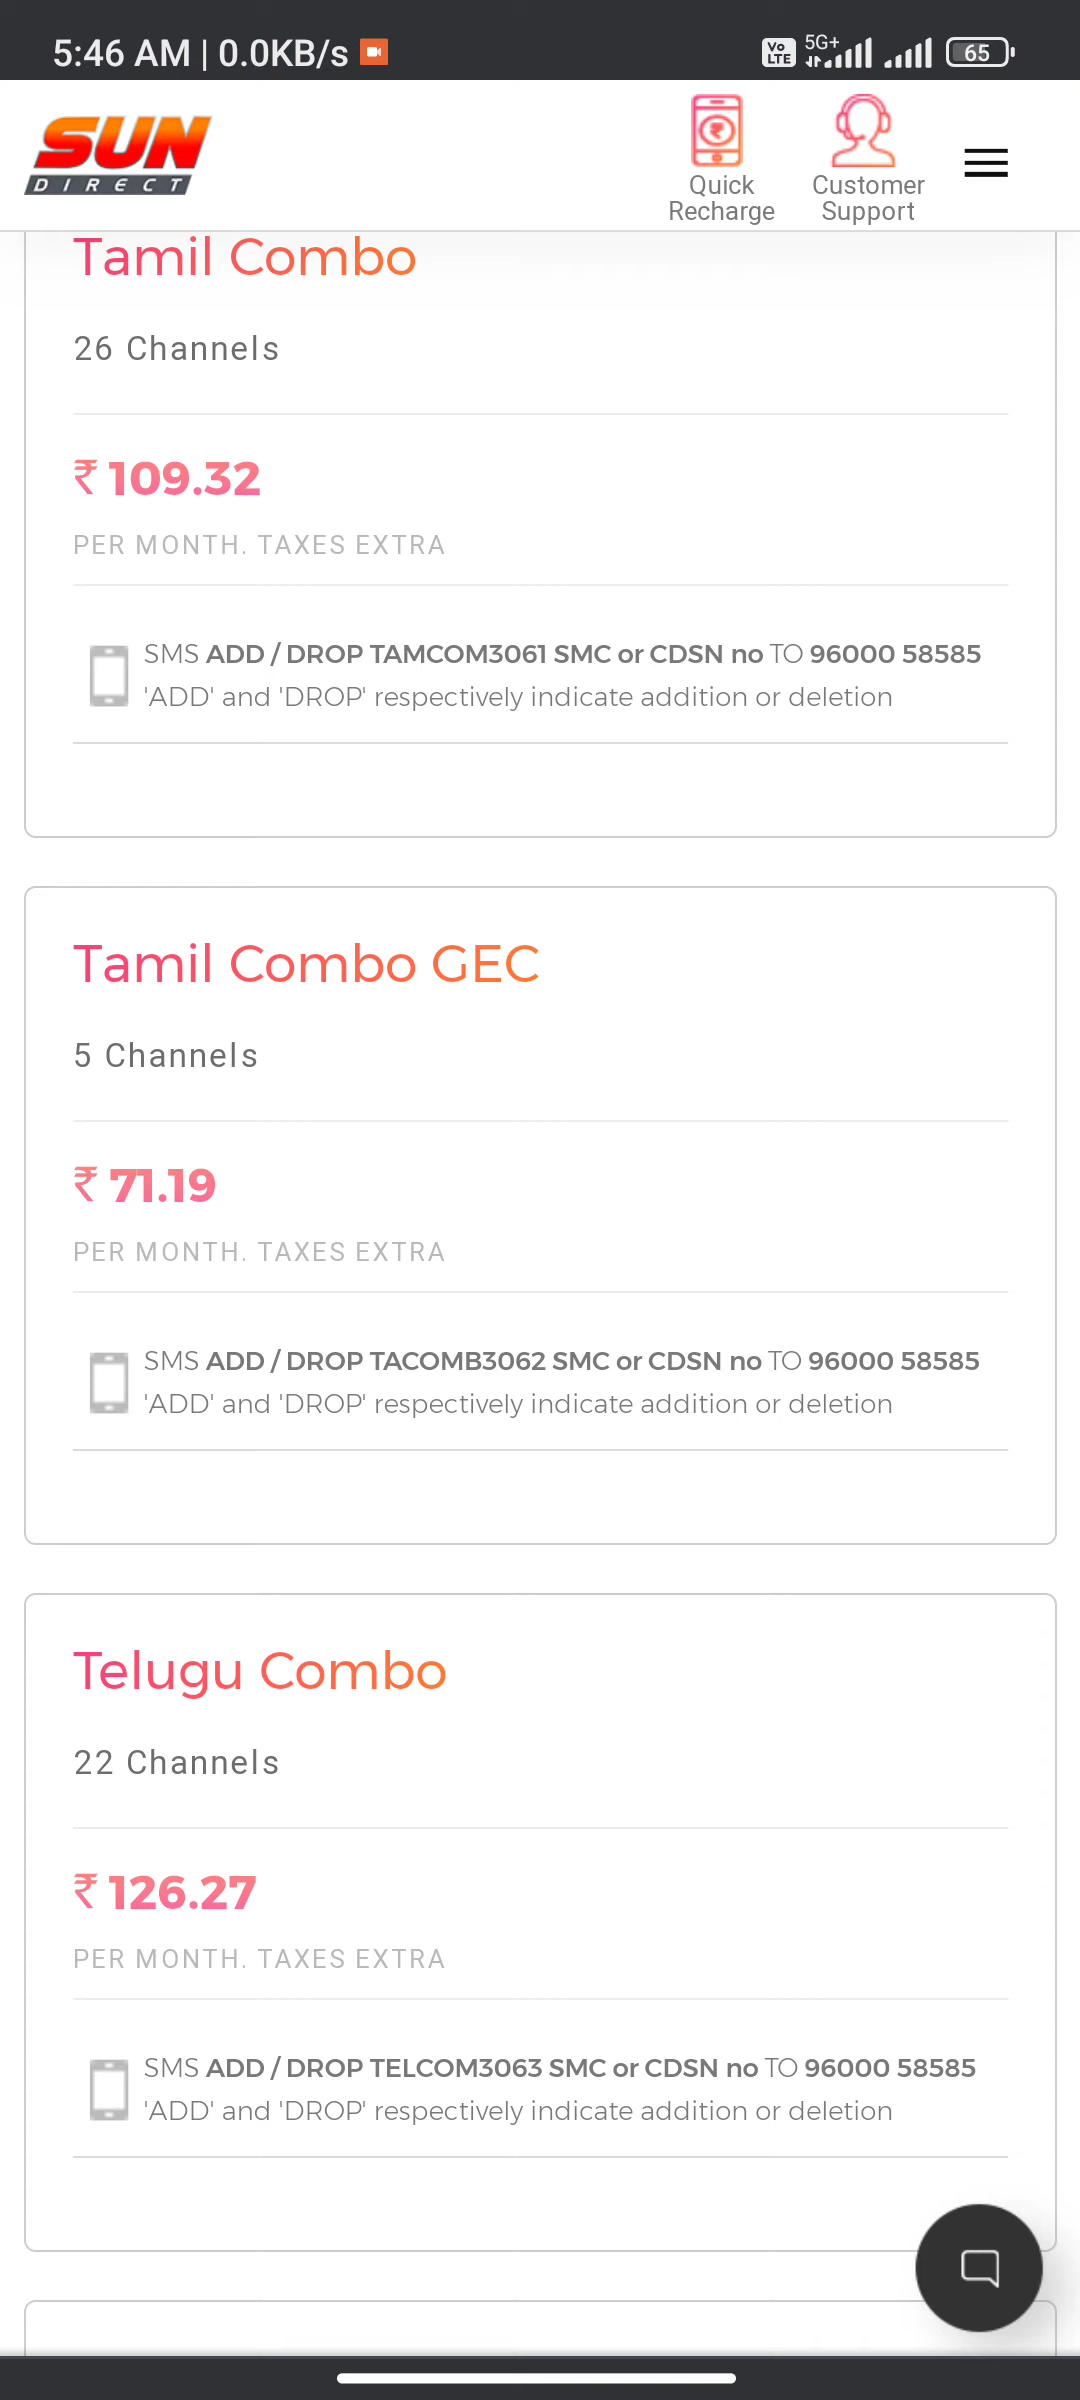 5:46 AM | 0.0KB/s
Vo LTE 5G+ 65
SUN
DIRECT
Quick
Recharge
Customer
Support
Tamil Combo
26 Channels
₹ 109.32
PER MONTH. TAXES EXTRA
SMS ADD / DROP TAMCOM3061 SMC or CDSN no TO 96000 58585
'ADD' and 'DROP' respectively indicate addition or deletion
Tamil Combo GEC
5 Channels
₹ 71.19
PER MONTH. TAXES EXTRA
SMS ADD / DROP TACOMB3062 SMC or CDSN no TO 96000 58585
'ADD' and 'DROP' respectively indicate addition or deletion
Telugu Combo
22 Channels
₹ 126.27
PER MONTH. TAXES EXTRA
SMS ADD / DROP TELCOM3063 SMC or CDSN no TO 96000 58585
'ADD' and 'DROP' respectively indicate addition or deletion